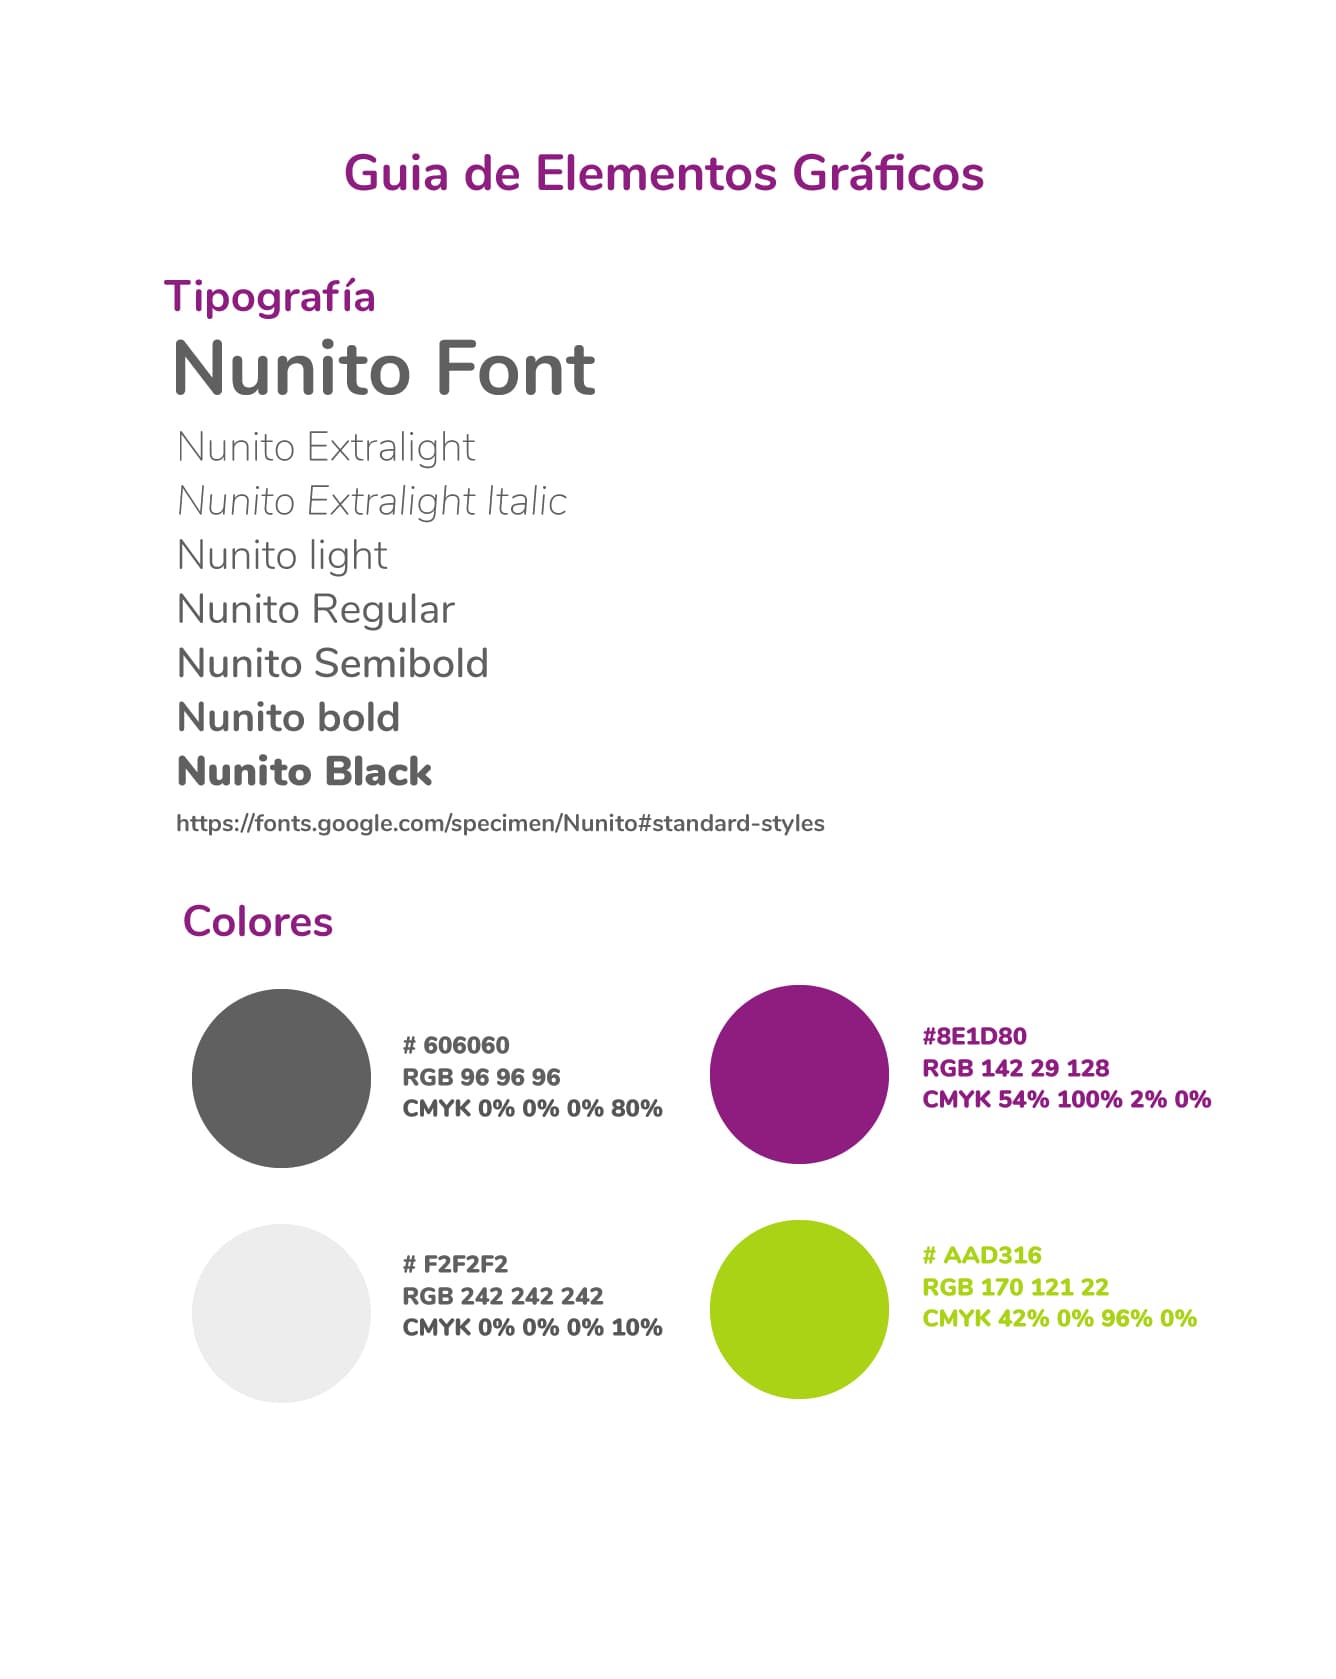 Guia de Elementos Gráficos
Tipografía
Nunito Font
Nunito Extralight
Nunito Extralight Italic
Nunito light
Nunito Regular
Nunito Semibold
Nunito bold
Nunito Black
https://fonts.google.com/specimen/Nunito#standard-styles
Colores
# 606060
RGB 96 96 96
CMYK 0% 0% 0% 80%
#8E1D80
RGB 142 29 128
CMYK 54% 100% 2% 0%
# F2F2F2
RGB 242 242 242
CMYK 0% 0% 0% 10%
# AAD316
RGB 170 121 22
CMYK 42% 0% 96% 0%